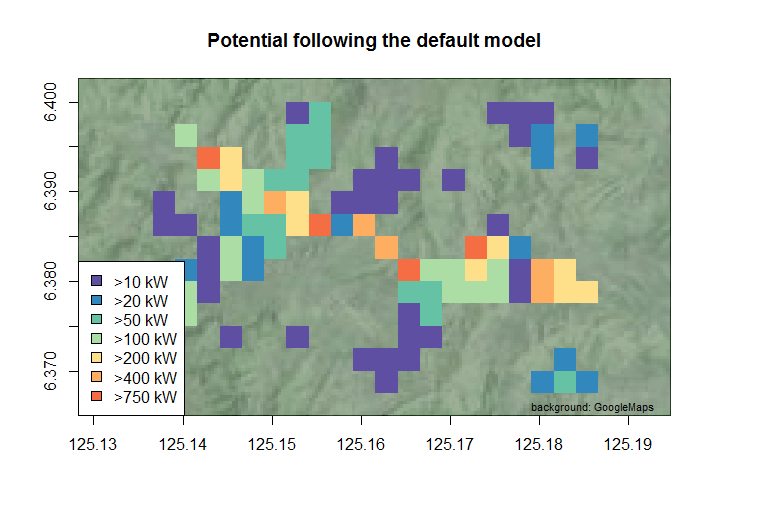 Potential following the default model
6.400
6.390
6.380
6.370
>10 kW
>20 kW
>50 kW
>100 kW
>200 kW
>400 kW
>750 kW
background: GoogleMaps
125.13 125.14 125.15 125.16 125.17 125.18 125.19